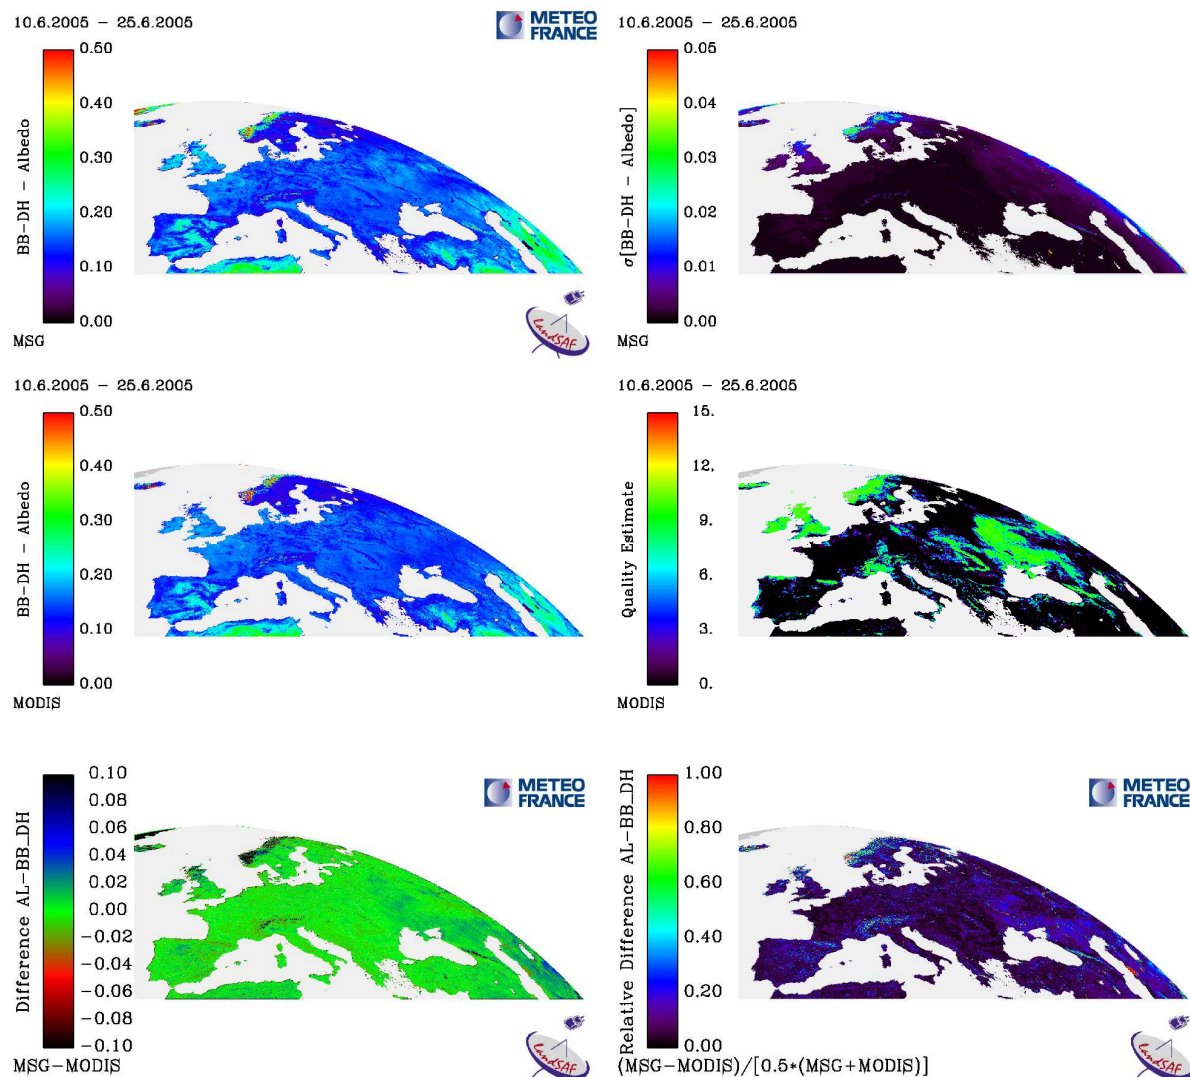 10.6.2005 – 25.6.2005
METEO
FRANCE
0.50
0.40
0.30
0.20
0.10
0.00
BB–DH – Albedo
MSG
LandSAF
10.6.2005 – 25.6.2005
0.05
0.04
0.03
0.02
0.01
0.00
σ[BB–DH – Albedo]
MSG
10.6.2005 – 25.6.2005
0.50
0.40
0.30
0.20
0.10
0.00
BB–DH – Albedo
MODIS
10.6.2005 – 25.6.2005
15.
12.
9.
6.
3.
0.
Quality Estimate
MODIS
METEO
FRANCE
0.10
0.08
0.06
0.04
0.02
0.00
−0.02
−0.04
−0.06
−0.08
−0.10
Difference AL–BB_DH
MSG–MODIS
LandSAF
METEO
FRANCE
1.00
0.80
0.60
0.40
0.20
0.00
Relative Difference AL–BB_DH
(MSG–MODIS)/[0.5*(MSG+MODIS)]
LandSAF